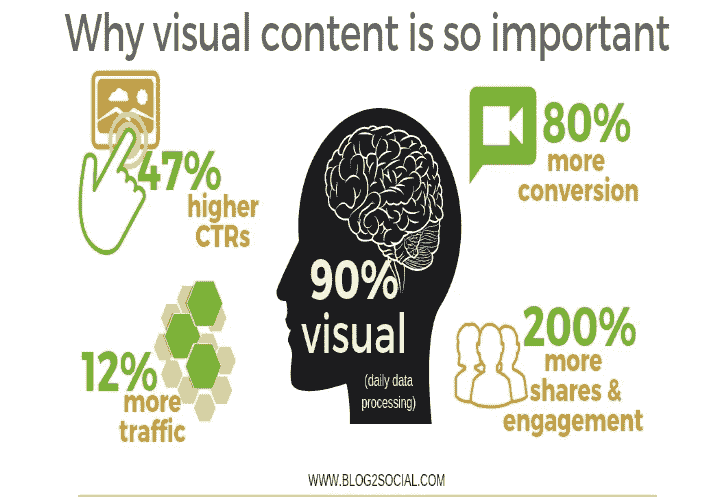 Why visual content is so important
47%
higher
CTRs
80%
more
conversion
90%
visual
(daily data
processing)
12%
more
traffic
200%
more
shares &
engagement
WWW.BLOG2SOCIAL.COM